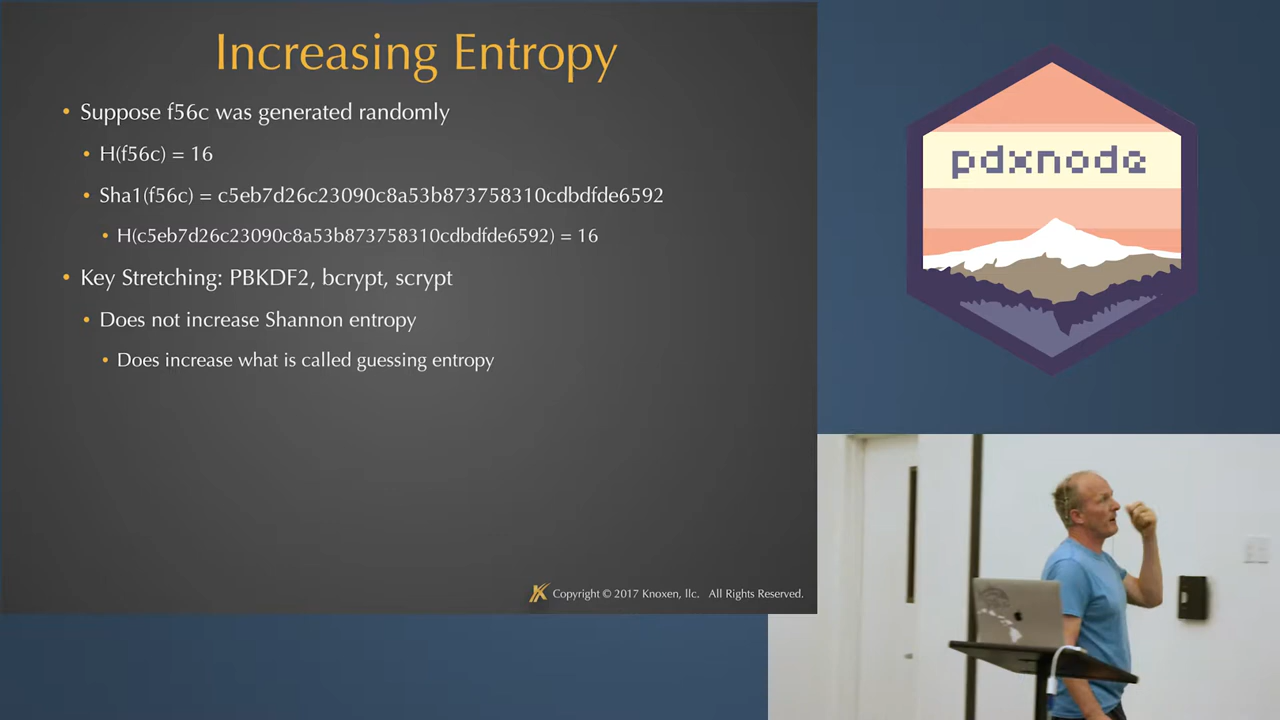 Increasing Entropy
• Suppose f56c was generated randomly
• H(f56c) = 16
• Sha1(f56c) = c5eb7d26c23090c8a53b873758310cdbdfde6592
• H(c5eb7d26c23090c8a53b873758310cdbdfde6592) = 16
• Key Stretching: PBKDF2, bcrypt, scrypt
• Does not increase Shannon entropy
• Does increase what is called guessing entropy
Copyright © 2017 Knoxen, llc. All Rights Reserved.
pdxnode